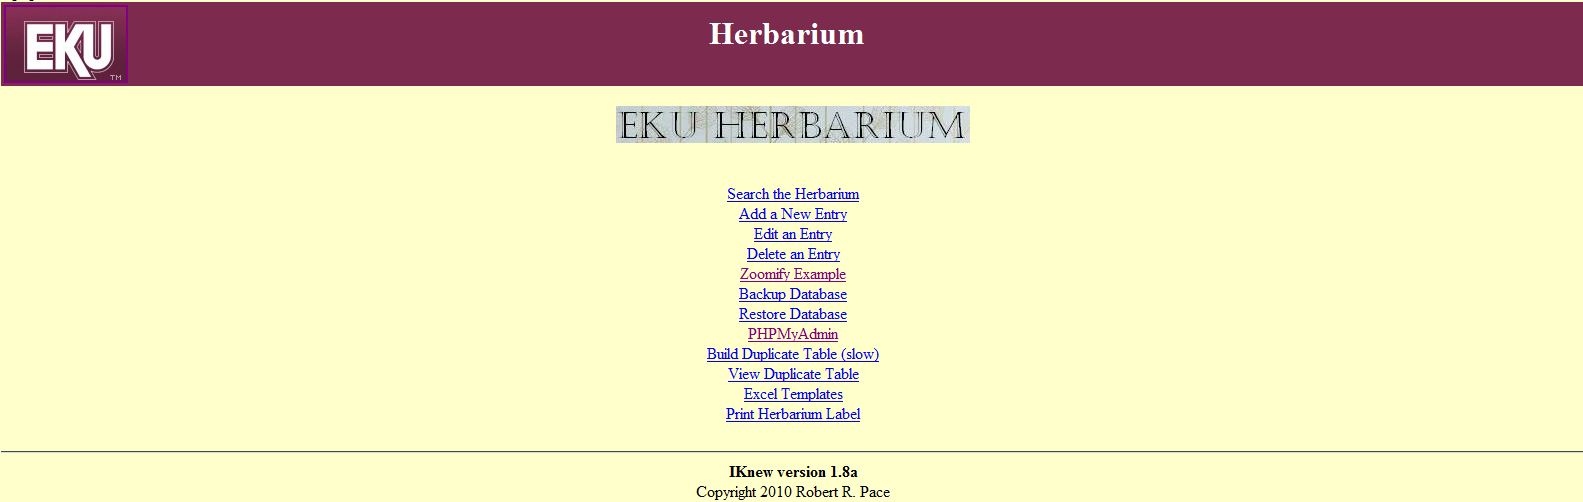 EKU TM
Herbarium
EKU HERBARIUM
Search the Herbarium
Add a New Entry
Edit an Entry
Delete an Entry
Zoomify Example
Backup Database
Restore Database
PHPMyAdmin
Build Duplicate Table (slow)
View Duplicate Table
Excel Templates
Print Herbarium Label
IKnew version 1.8a
Copyright 2010 Robert R. Pace